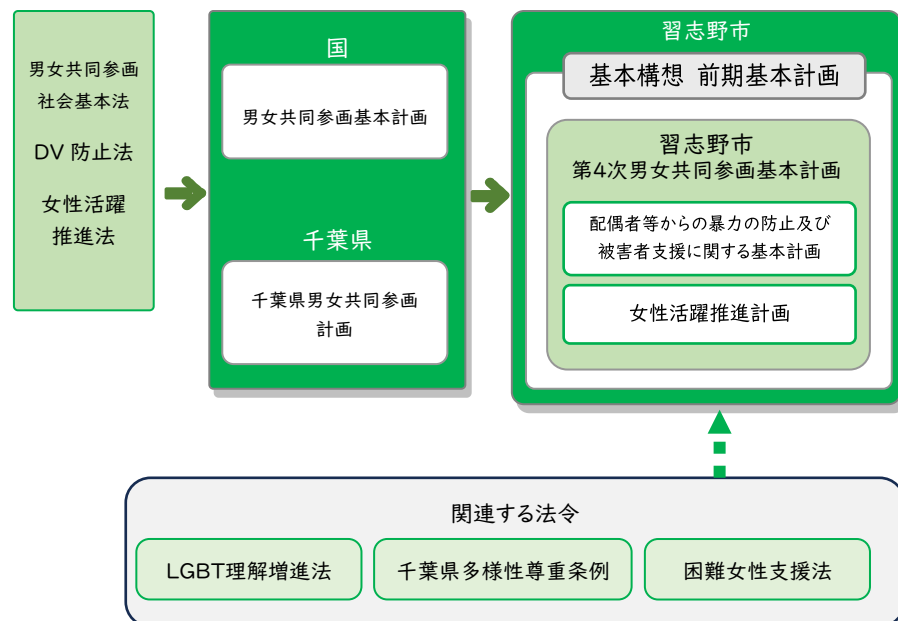 男女共同参画
社会基本法
DV 防止法
女性活躍
推進法
国
男女共同参画基本計画
千葉県
千葉県男女共同参画
計画
習志野市
基本構想 前期基本計画
習志野市
第4次男女共同参画基本計画
配偶者等からの暴力の防止及び
被害者支援に関する基本計画
女性活躍推進計画
関連する法令
LGBT理解増進法
千葉県多様性尊重条例
困難女性支援法